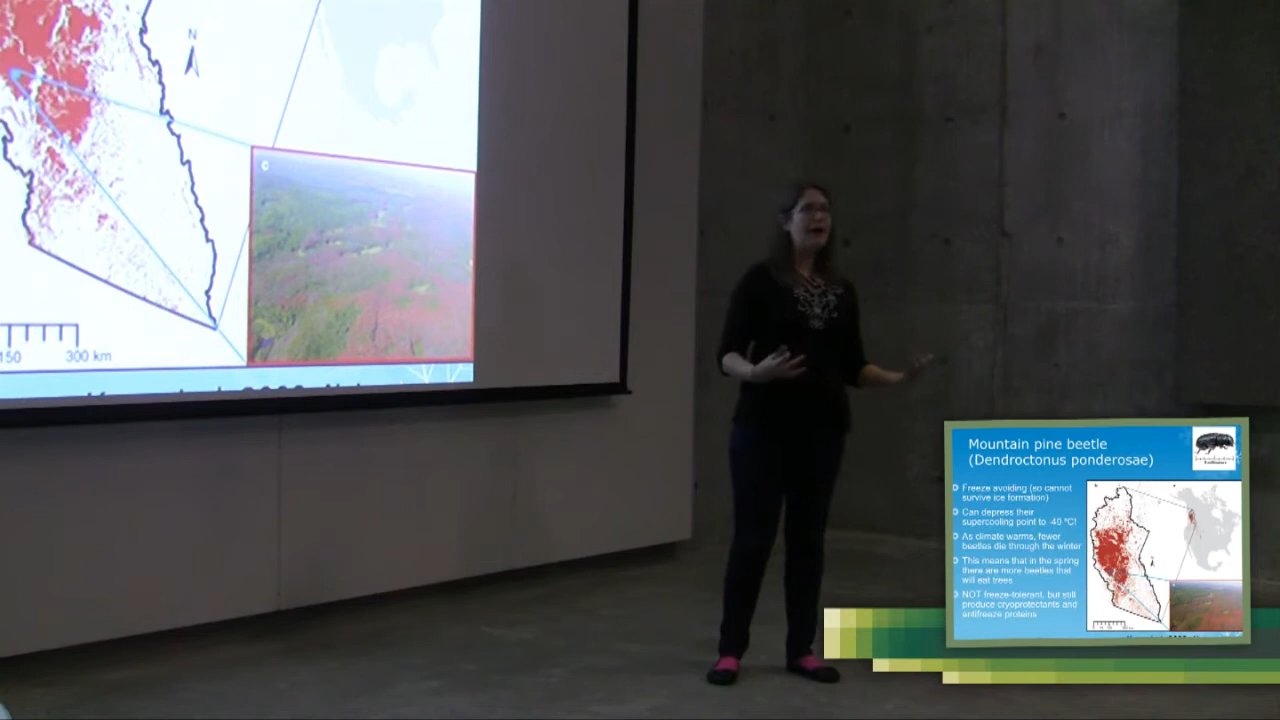 N
c
150
300 km
Mountain pine beetle
(Dendroctonus ponderosae)
Freeze avoiding (so cannot
survive ice formation)
Can depress their
supercooling point to -40 °C!
As climate warms, fewer
beetles die through the winter
This means that in the spring
there are more beetles that
will eat trees
NOT freeze-tolerant, but still
produce cryoprotectants and
antifreeze proteins